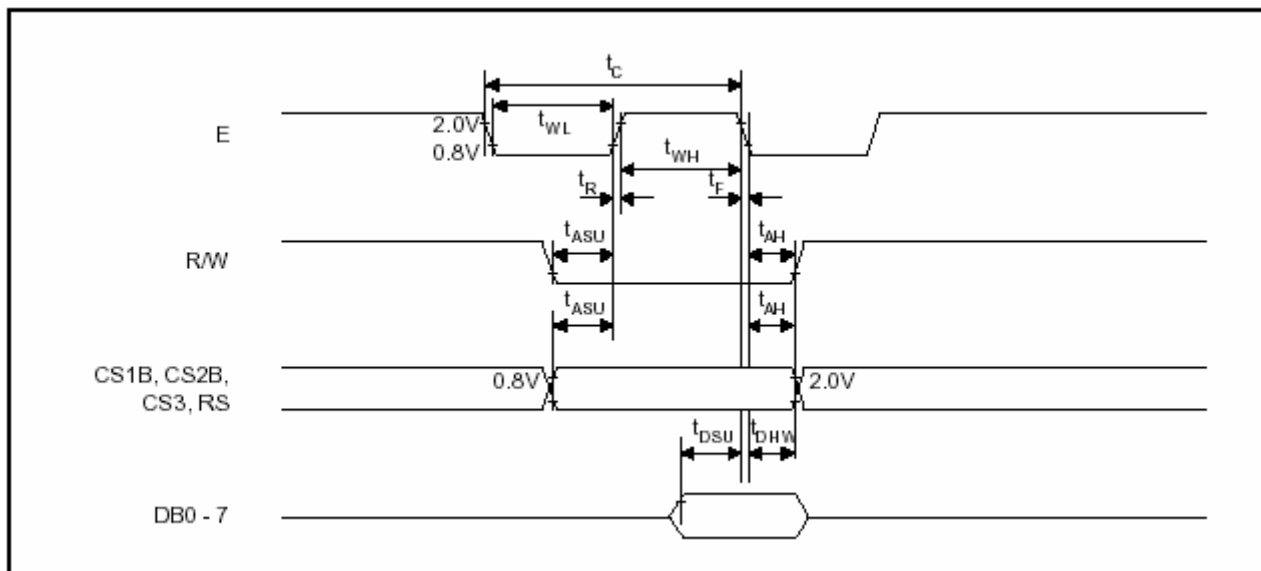 tC
E
2.0V
tWL
0.8V
tWH
tR
tF
tASU
tAH
R/W
tASU
tAH
CS1B, CS2B,
CS3, RS
0.8V
2.0V
tDSU
tDHW
DB0 - 7